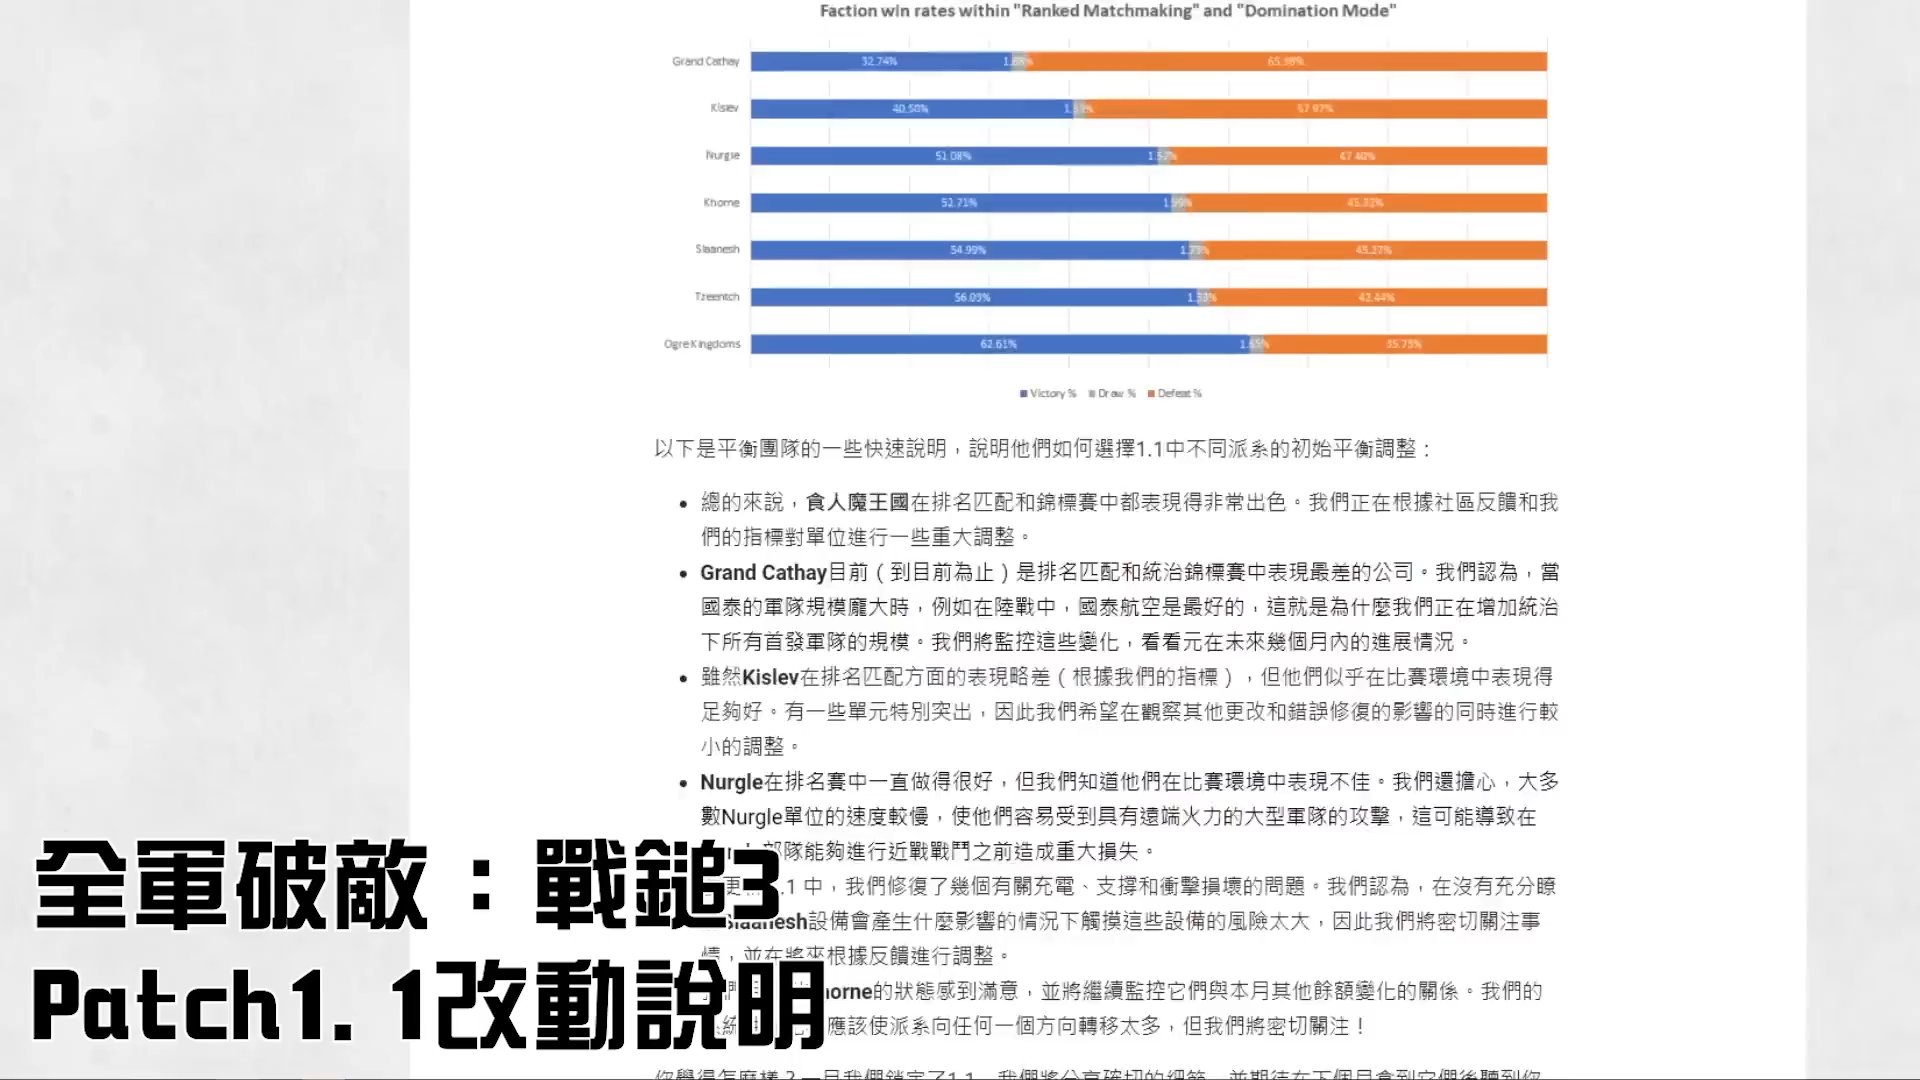 Faction win rates within "Ranked Matchmaking" and "Domination Mode"
Grand Cathay 32.74% 65.38%
Kislev 40.50% 57.97%
Nurgle 51.08% 47.40%
Khorne 52.71% 45.32%
Slaanesh 54.99% 43.27%
Tzeentch 56.03% 42.44%
Ogre Kingdoms 62.61% 35.73%
Victory % Draw % Defeat %
以下是平衡團隊的一些快速說明，說明他們如何選擇1.1中不同派系的初始平衡調整：
總的來說，食人魔王國在排名匹配和錦標賽中都表現得非常出色。我們正在根據社區反饋和我
們的指標對單位進行一些重大調整。
Grand Cathay目前（到目前為止）是排名匹配和統治錦標賽中表現最差的公司。我們認為，當
國泰的軍隊規模龐大時，例如在陸戰中，國泰航空是最好的，這就是為什麼我們正在增加統治
下所有首發軍隊的規模。我們將監控這些變化，看看元在未來幾個月內的進展情況。
雖然Kislev在排名匹配方面的表現略差（根據我們的指標），但他們似乎在比賽環境中表現得
足夠好。有一些單元特別突出，因此我們希望在觀察其他更改和錯誤修復的影響的同時進行較
小的調整。
Nurgle在排名賽中一直做得很好，但我們知道他們在比賽環境中表現不佳。我們還擔心，大多
數Nurgle單位的速度較慢，使他們容易受到具有遠端火力的大型軍隊的攻擊，這可能導致在
部隊能夠進行近戰戰鬥之前造成重大損失。
更 .1 中，我們修復了幾個有關充電、支撐和衝擊損壞的問題。我們認為，在沒有充分瞭
Slaanesh設備會產生什麼影響的情況下觸摸這些設備的風險太大，因此我們將密切關注事
情，並在將來根據反饋進行調整。
horne的狀態感到滿意，並將繼續監控它們與本月其他餘額變化的關係。我們的
應該使派系向任何一個方向轉移太多，但我們將密切關注！
全軍破敵：戰鎚3
Patch1.1改動說明